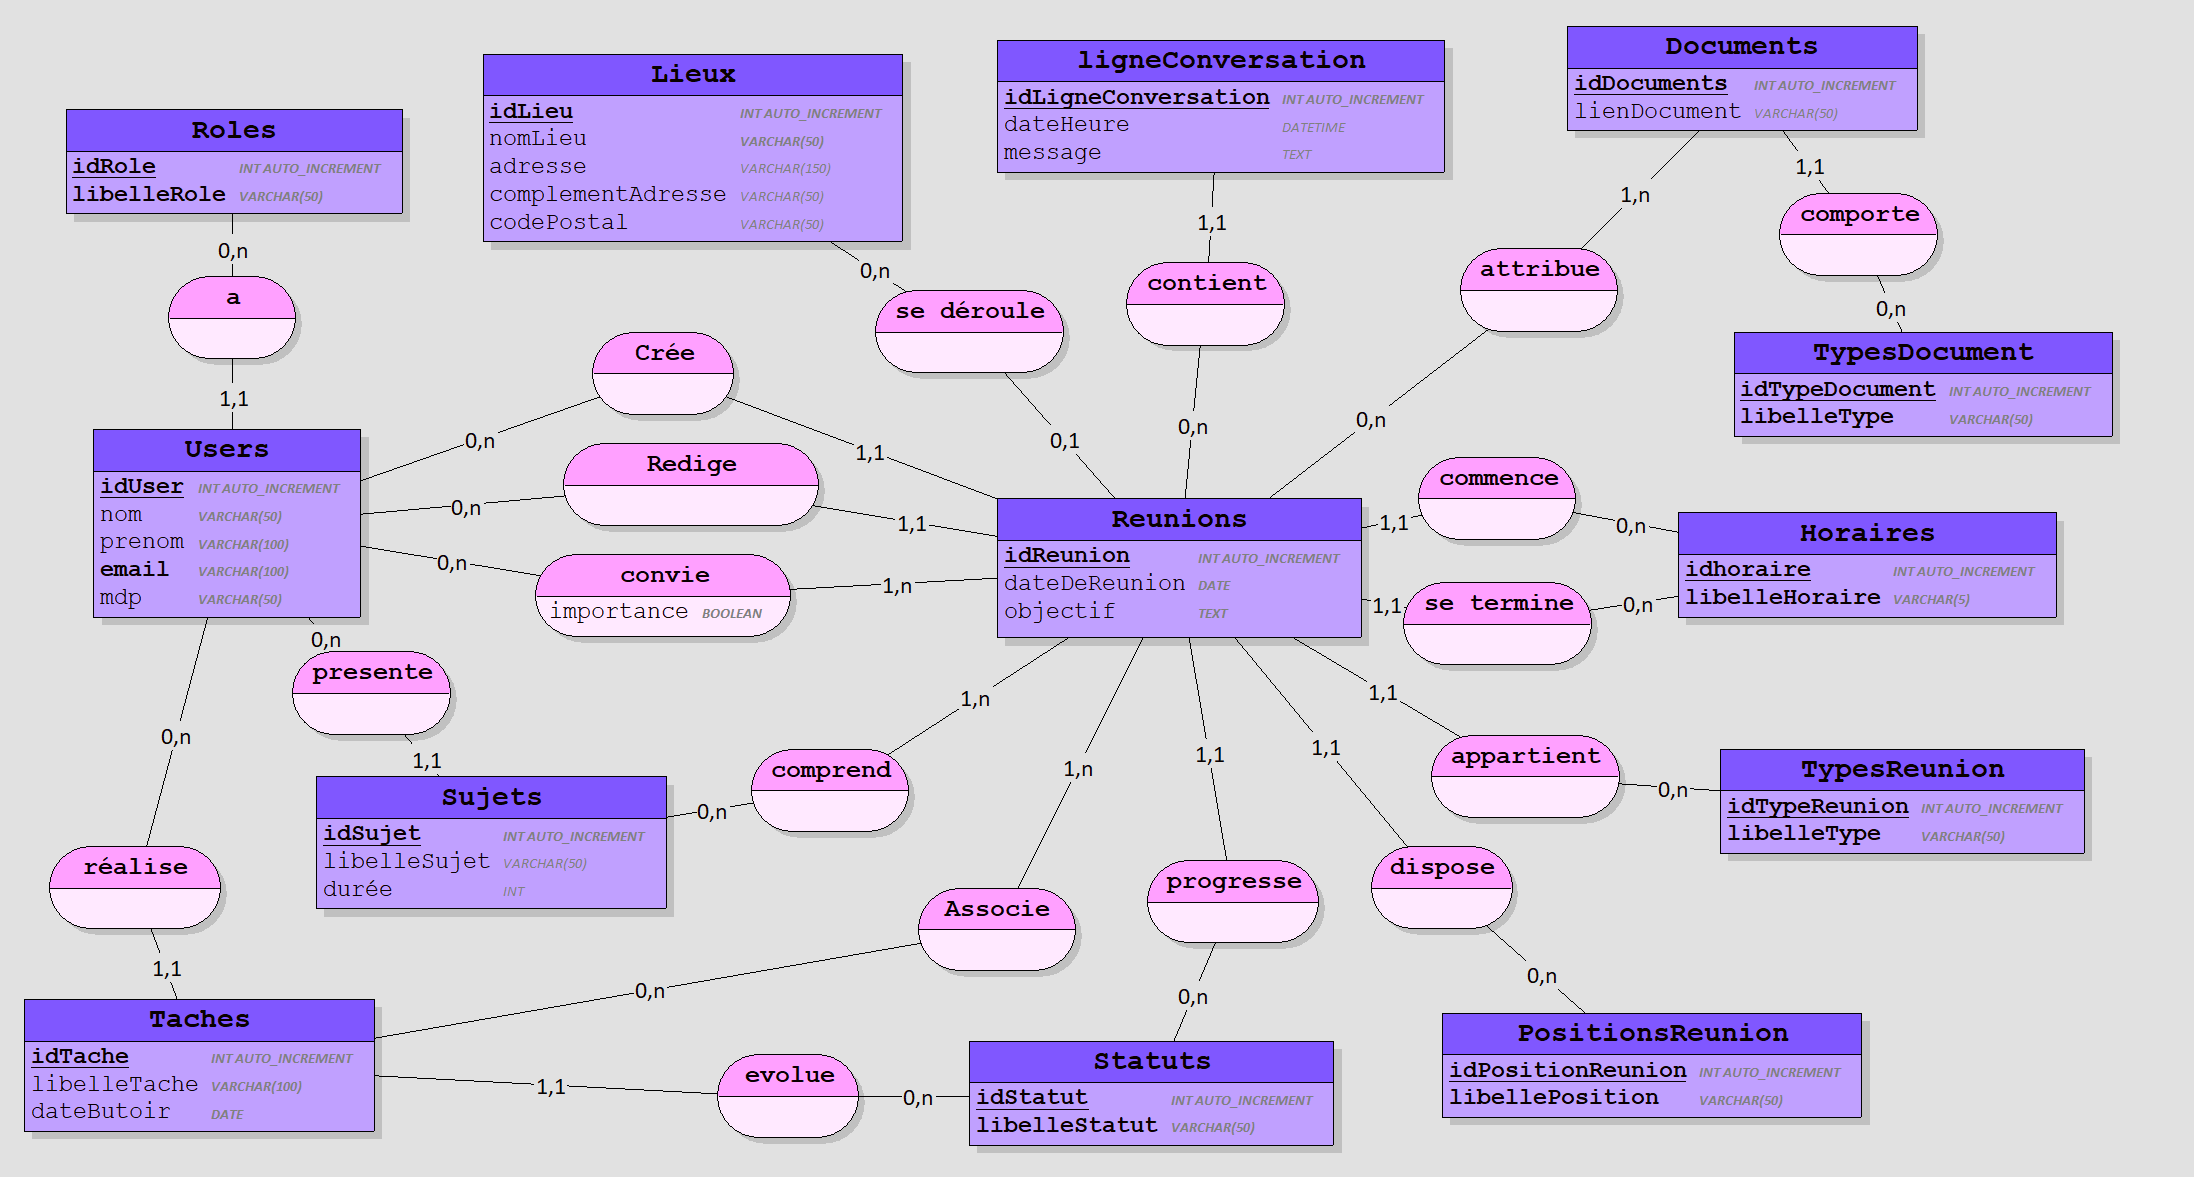 Roles
idRole INT AUTO_INCREMENT
libelleRole VARCHAR(50)
0,n
a
1,1
Lieux
idLieu INT AUTO_INCREMENT
nomLieu VARCHAR(50)
adresse VARCHAR(150)
complementAdresse VARCHAR(50)
codePostal VARCHAR(50)
0,n
se déroule
0,1
ligneConversation
idLigneConversation INT AUTO_INCREMENT
dateHeure DATETIME
message TEXT
1,1
contient
0,n
Documents
idDocuments INT AUTO_INCREMENT
lienDocument VARCHAR(50)
1,n
attribue
0,n
1,1
comporte
0,n
TypesDocument
idTypeDocument INT AUTO_INCREMENT
libelleType VARCHAR(50)
Users
idUser INT AUTO_INCREMENT
nom VARCHAR(50)
prenom VARCHAR(100)
email VARCHAR(100)
mdp VARCHAR(50)
0,n
Crée
1,1
0,n
Redige
1,1
0,n
convie
importance BOOLEAN
1,n
Reunions
idReunion INT AUTO_INCREMENT
dateDeReunion DATE
objectif TEXT
1,1
commence
0,n
1,1
se termine
0,n
Horaires
idhoraire INT AUTO_INCREMENT
libelleHoraire VARCHAR(5)
0,n
presente
1,1
Sujets
idSujet INT AUTO_INCREMENT
libelleSujet VARCHAR(50)
durée INT
0,n
comprend
1,n
0,n
réalise
1,1
Taches
idTache INT AUTO_INCREMENT
libelleTache VARCHAR(100)
dateButoir DATE
0,n
Associe
1,n
1,1
evolue
0,n
1,1
progresse
0,n
Statuts
idStatut INT AUTO_INCREMENT
libelleStatut VARCHAR(50)
1,1
dispose
0,n
PositionsReunion
idPositionReunion INT AUTO_INCREMENT
libellePosition VARCHAR(50)
1,1
appartient
0,n
TypesReunion
idTypeReunion INT AUTO_INCREMENT
libelleType VARCHAR(50)